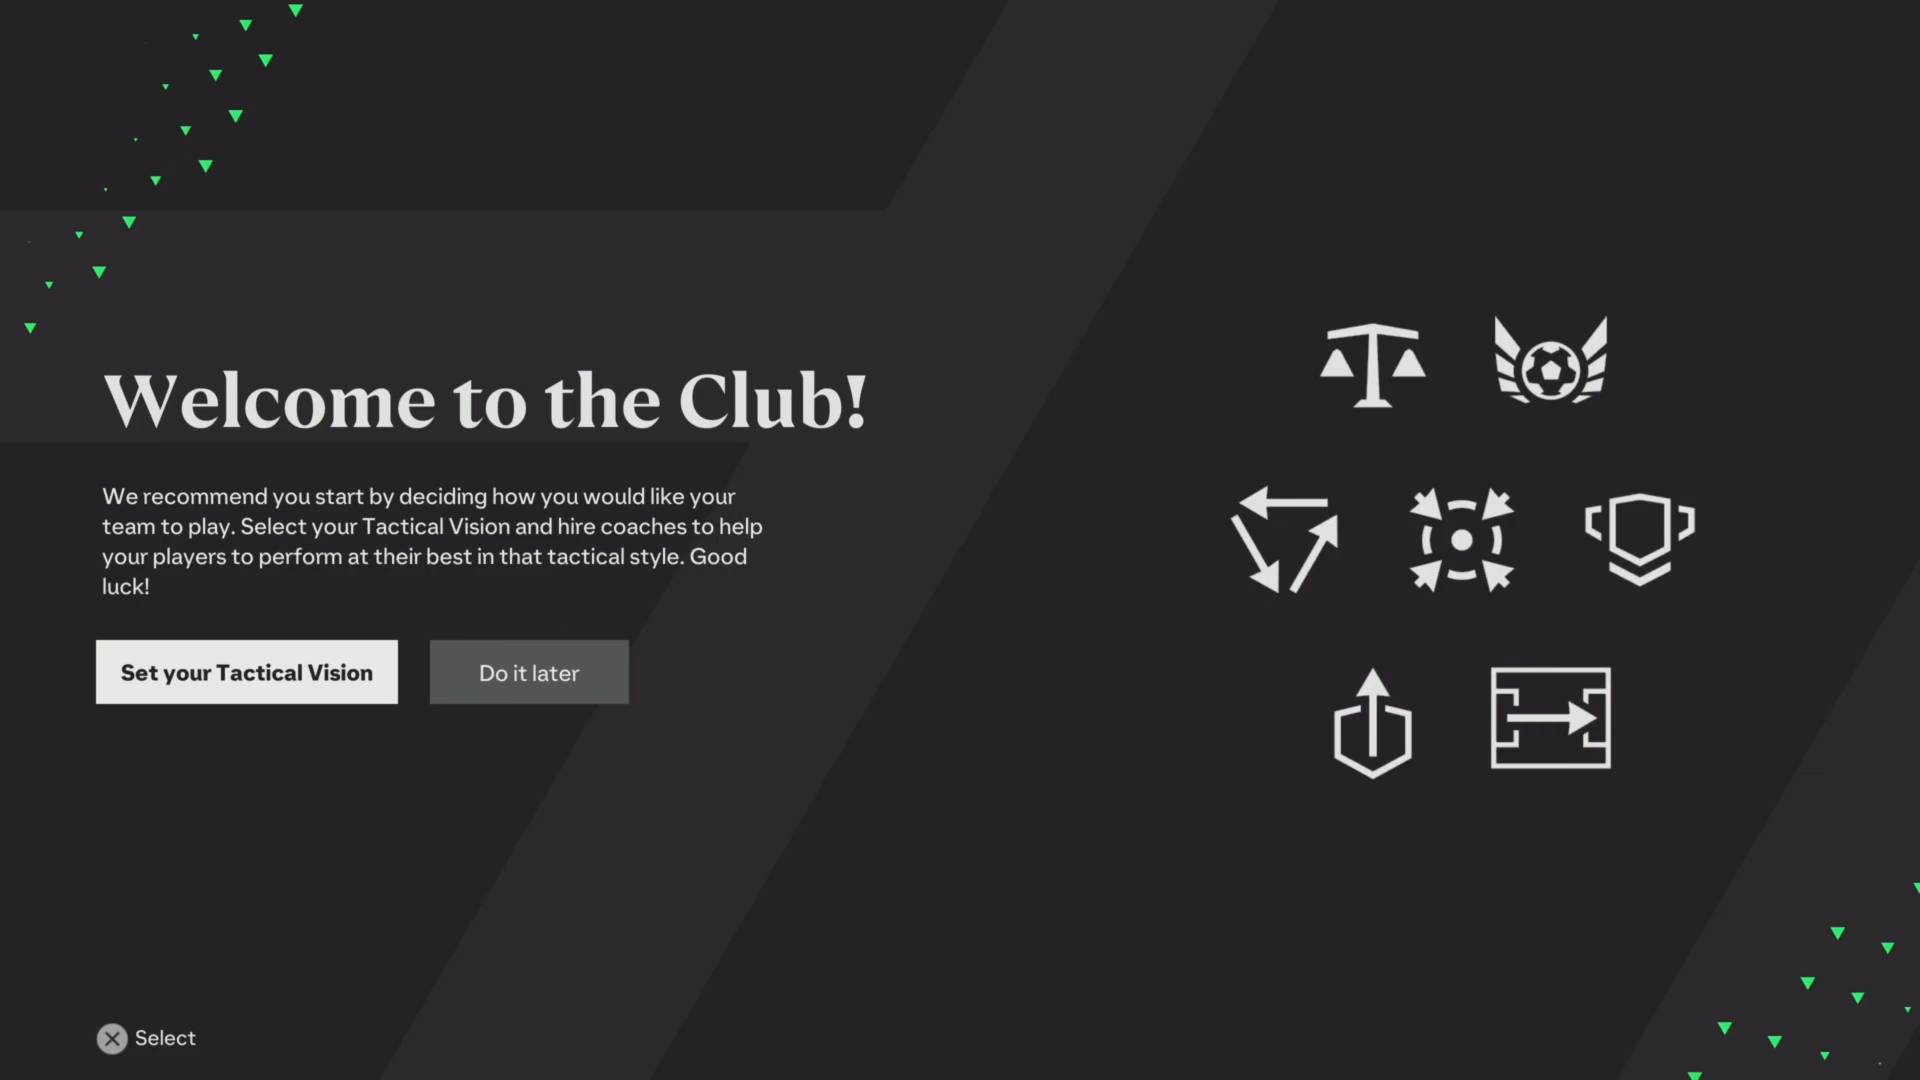 Welcome to the Club!
We recommend you start by deciding how you would like your
team to play. Select your Tactical Vision and hire coaches to help
your players to perform at their best in that tactical style. Good
luck!
Set your Tactical Vision
Do it later
Select